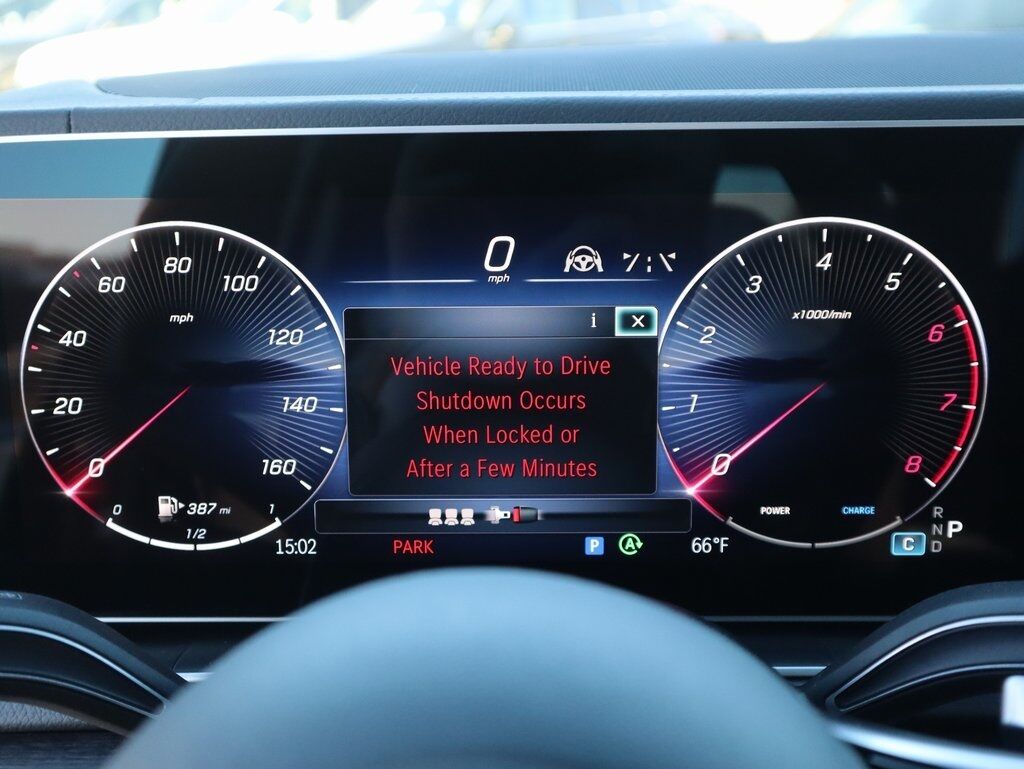 0
mph
i
X
Vehicle Ready to Drive
Shutdown Occurs
When Locked or
After a Few Minutes
mph
0
20
40
60
80
100
120
140
160
0
387 mi
1
1/2
15:02
PARK
P
A
66°F
x1000/min
0
1
2
3
4
5
6
7
8
POWER
CHARGE
C
R
N
D
P